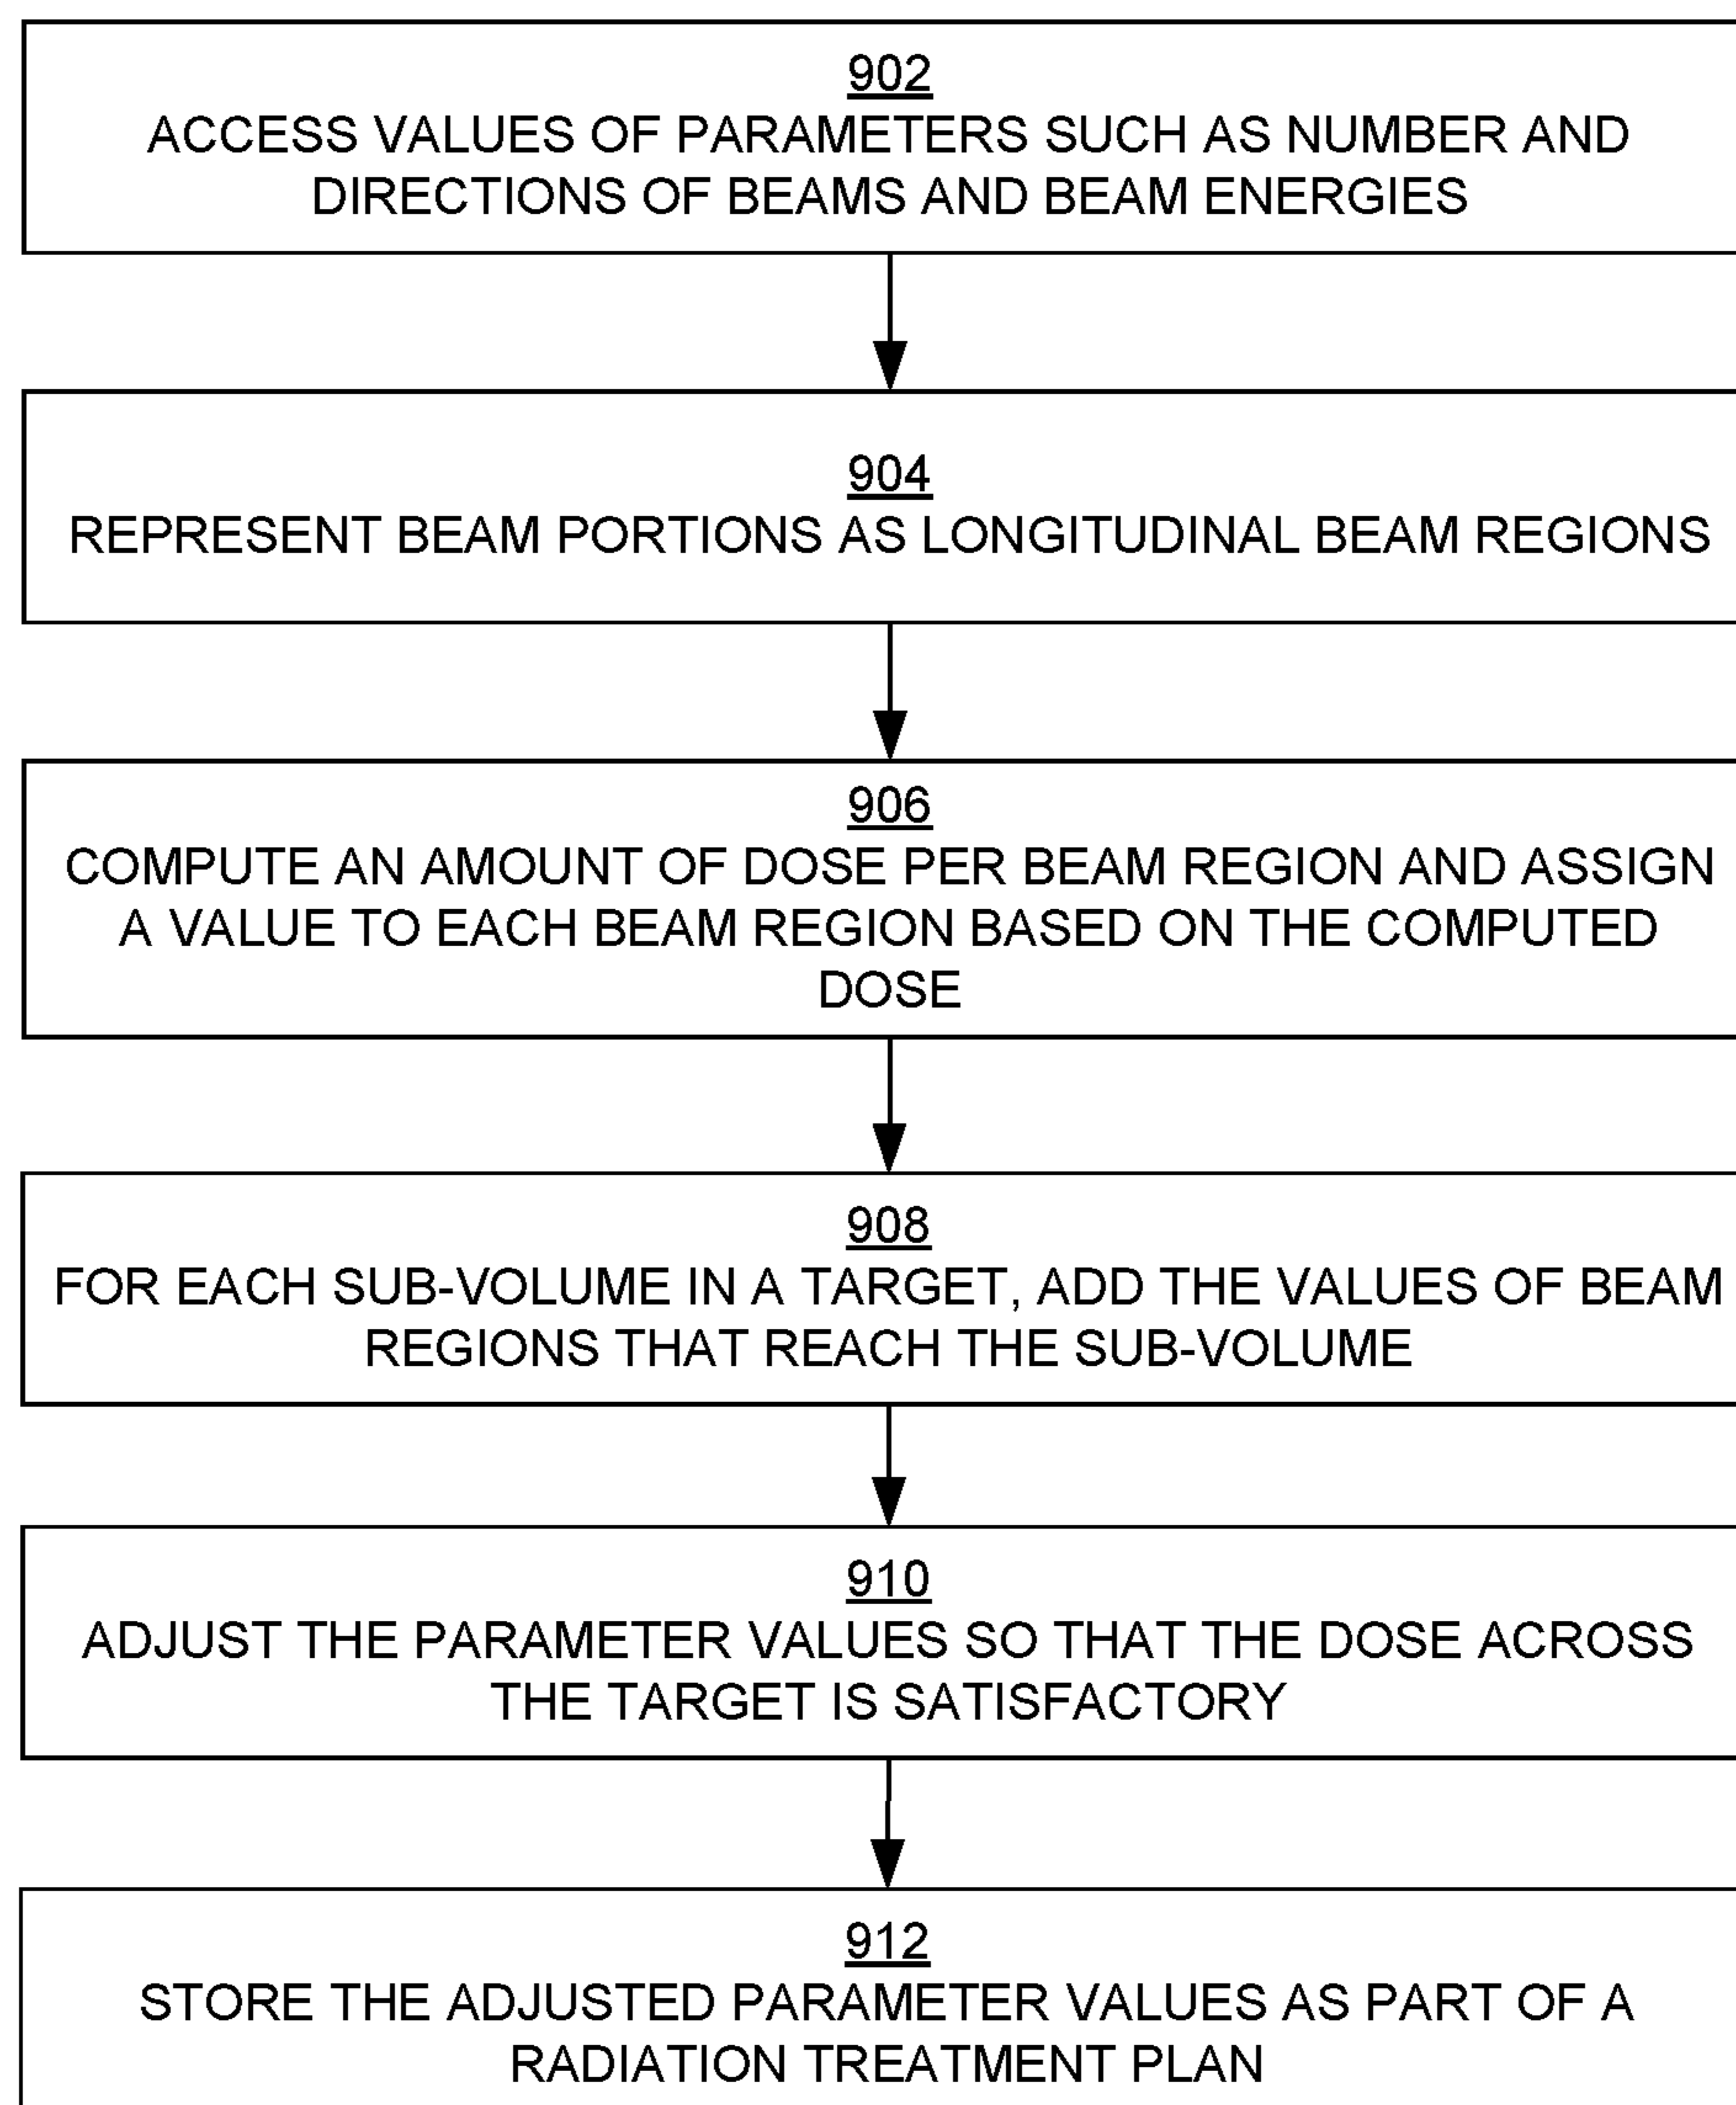 902
ACCESS VALUES OF PARAMETERS SUCH AS NUMBER AND
DIRECTIONS OF BEAMS AND BEAM ENERGIES
904
REPRESENT BEAM PORTIONS AS LONGITUDINAL BEAM REGIONS
906
COMPUTE AN AMOUNT OF DOSE PER BEAM REGION AND ASSIGN
A VALUE TO EACH BEAM REGION BASED ON THE COMPUTED
DOSE
908
FOR EACH SUB-VOLUME IN A TARGET, ADD THE VALUES OF BEAM
REGIONS THAT REACH THE SUB-VOLUME
910
ADJUST THE PARAMETER VALUES SO THAT THE DOSE ACROSS
THE TARGET IS SATISFACTORY
912
STORE THE ADJUSTED PARAMETER VALUES AS PART OF A
RADIATION TREATMENT PLAN